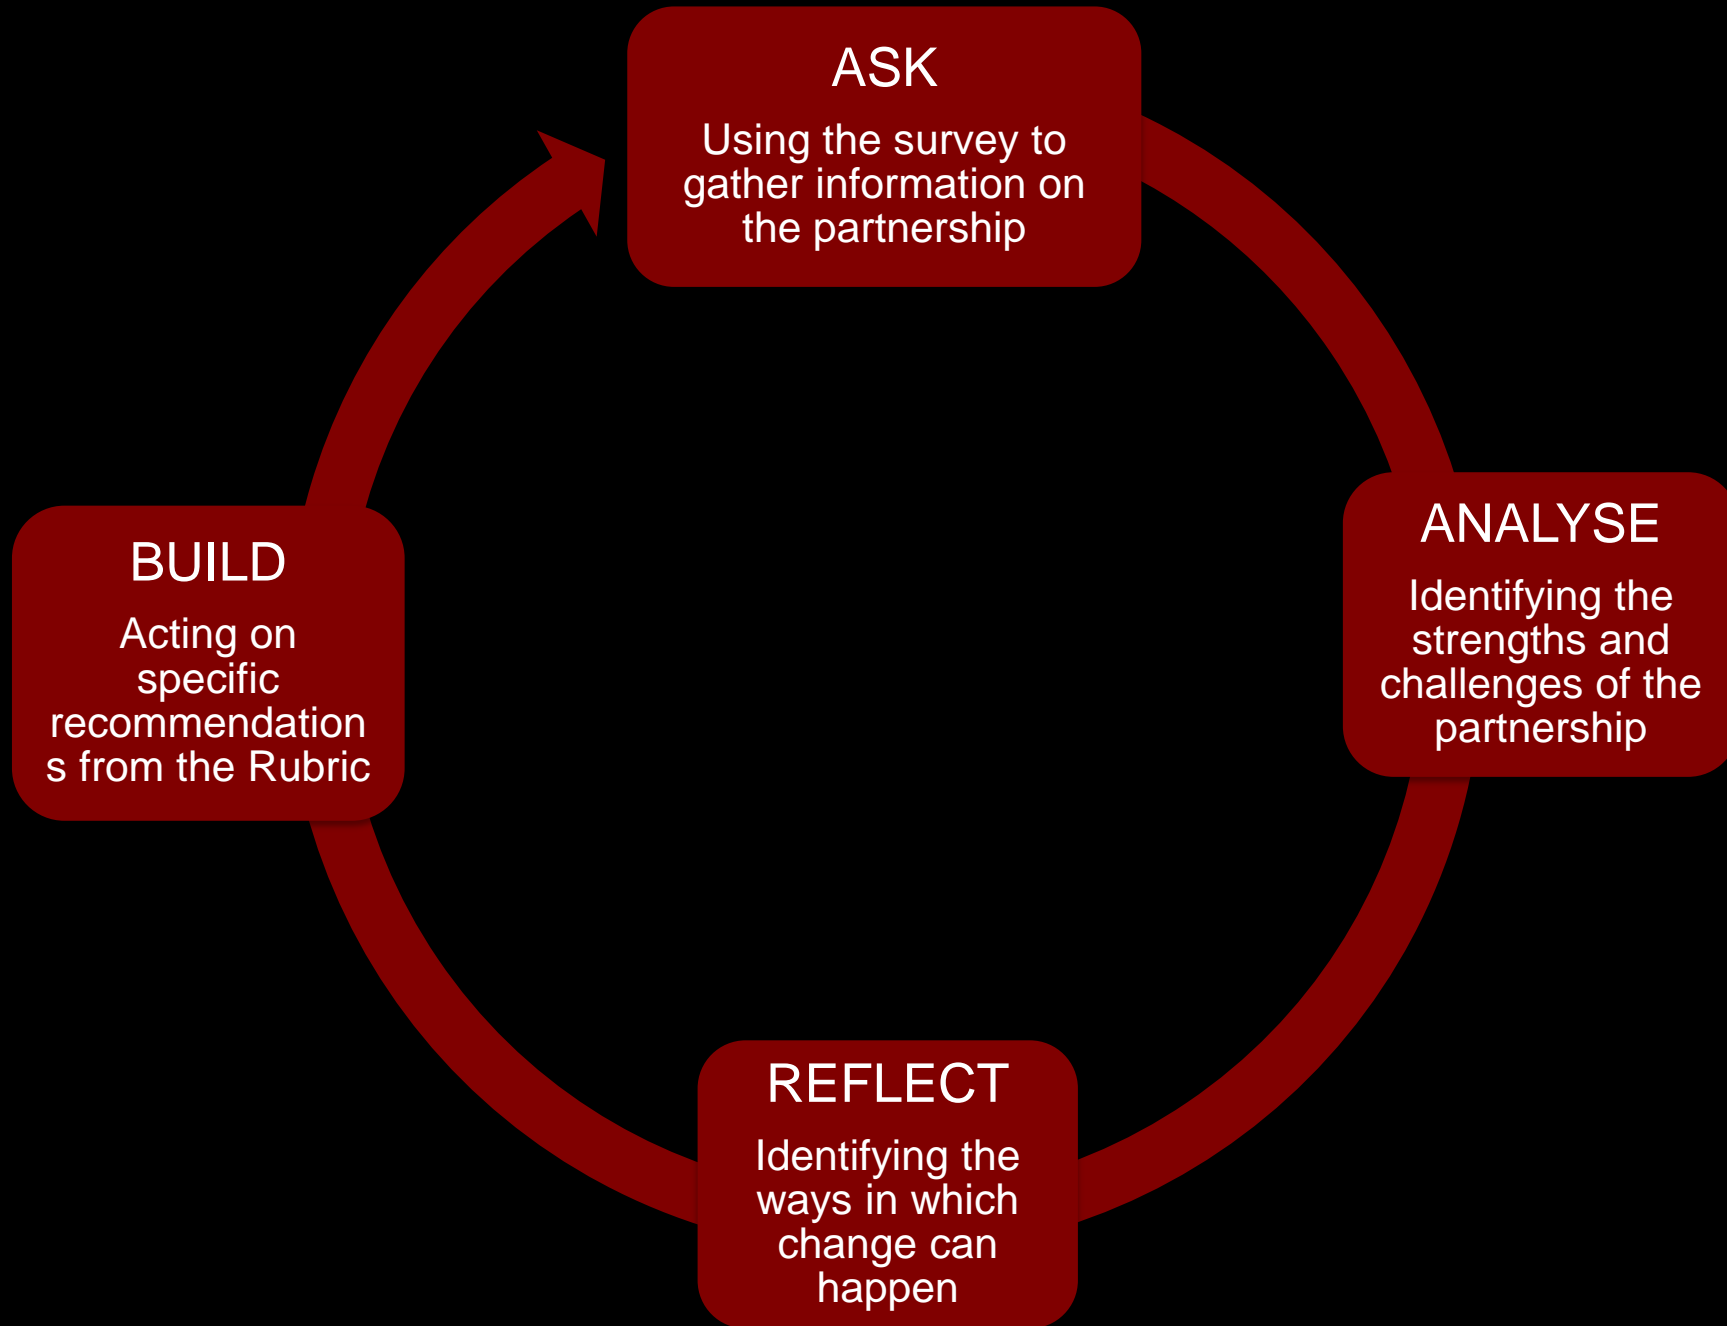 ASK
Using the survey to
gather information on
the partnership
ANALYSE
Identifying the
strengths and
challenges of the
partnership
REFLECT
Identifying the
ways in which
change can
happen
BUILD
Acting on
specific
recommendation
s from the Rubric